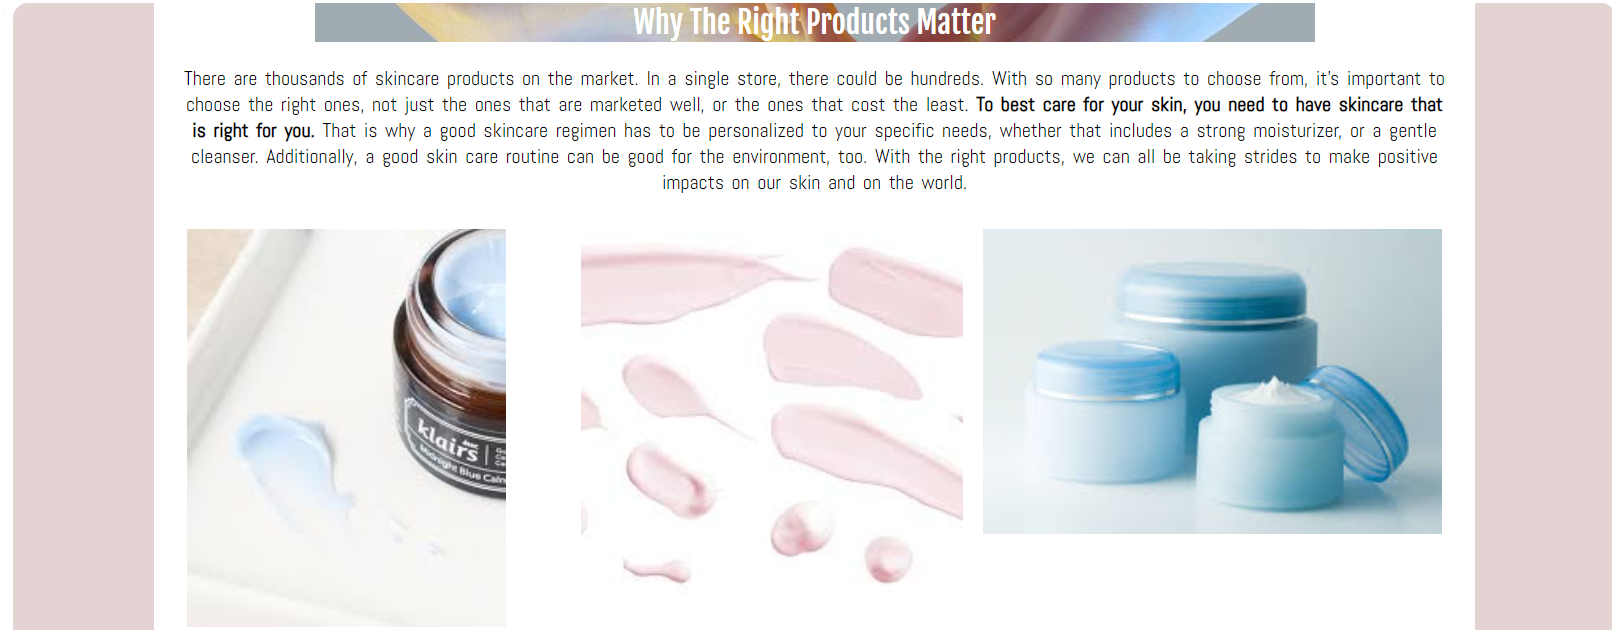 Why The Right Products Matter
There are thousands of skincare products on the market. In a single store, there could be hundreds. With so many products to choose from, it's important to
choose the right ones, not just the ones that are marketed well, or the ones that cost the least. To best care for your skin, you need to have skincare that
is right for you. That is why a good skincare regimen has to be personalized to your specific needs, whether that includes a strong moisturizer, or a gentle
cleanser. Additionally, a good skin care routine can be good for the environment, too. With the right products, we can all be taking strides to make positive
impacts on our skin and on the world.
klairs
Midnight Blue Calm